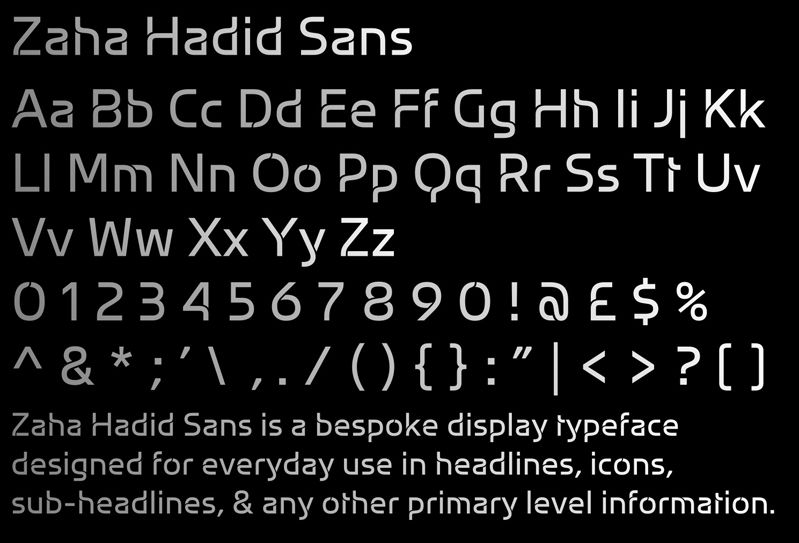 Zaha Hadid Sans
Aa Bb Cc Dd Ee Ff Gg Hh Ii Jj Kk
Ll Mm Nn Oo Pp Qq Rr Ss Tt Uv
Vv Ww Xx Yy Zz
0 1 2 3 4 5 6 7 8 9 0 ! @ £ $ %
^ & * ; ′ \ , . / ( ) { } : ″ | < > ? [ ]
Zaha Hadid Sans is a bespoke display typeface
designed for everyday use in headlines, icons,
sub-headlines, & any other primary level information.